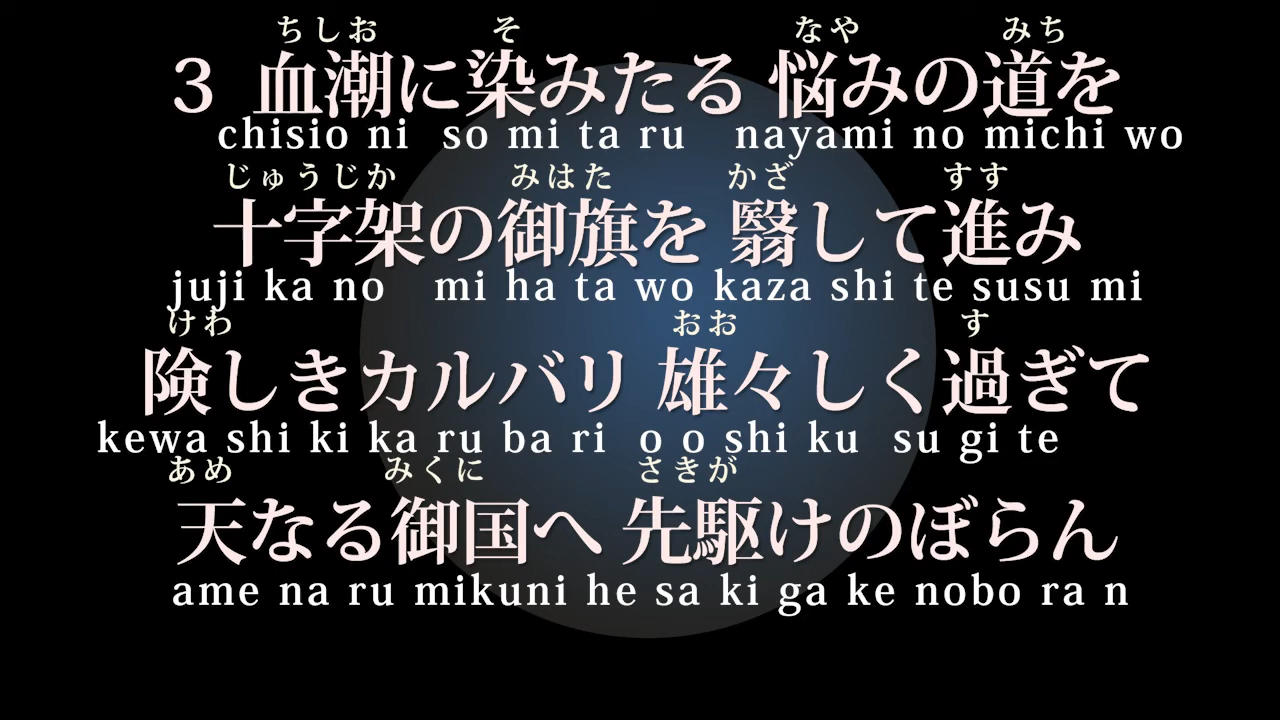 ちしお そ なや みち
3 血潮に染みたる 悩みの道を
chisio ni so mi ta ru nayami no michi wo
じゅうじか みはた かざ すす
十字架の御旗を 翳して進み
juji ka no mi ha ta wo kaza shi te susu mi
けわ おお す
険しきカルバリ 雄々しく過ぎて
kewa shi ki ka ru ba ri o o shi ku su gi te
あめ みくに さきが
天なる御国へ 先駆けのぼらん
ame na ru mikuni he sa ki ga ke nobo ra n